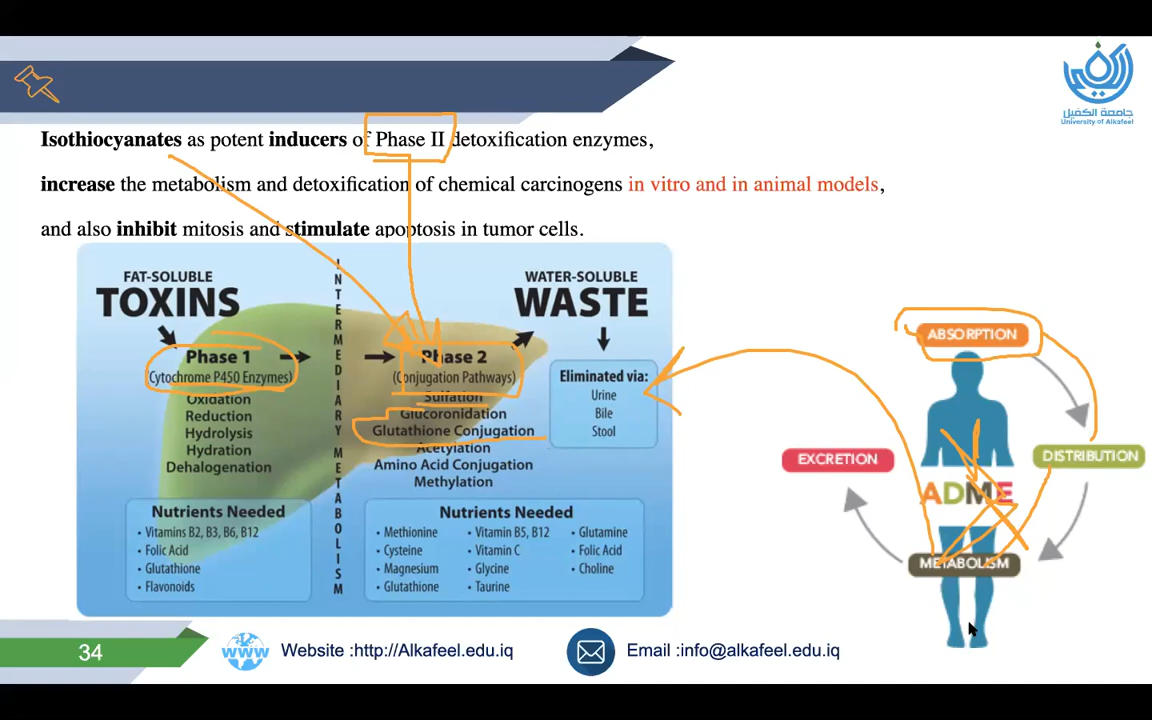 جامعة الكفيل
University of Alkafeel
Isothiocyanates as potent inducers of Phase II detoxification enzymes,
increase the metabolism and detoxification of chemical carcinogens in vitro and in animal models,
and also inhibit mitosis and stimulate apoptosis in tumor cells.
FAT-SOLUBLE
TOXINS
Phase 1
(Cytochrome P450 Enzymes)
Oxidation
Reduction
Hydrolysis
Hydration
Dehalogenation
Nutrients Needed
• Vitamins B2, B3, B6, B12
• Folic Acid
• Glutathione
• Flavonoids
INTERMEDIARY METABOLISM
WATER-SOLUBLE
WASTE
Phase 2
(Conjugation Pathways)
Sulfation
Glucoronidation
Glutathione Conjugation
Acetylation
Amino Acid Conjugation
Methylation
Eliminated via:
Urine
Bile
Stool
Nutrients Needed
• Methionine
• Cysteine
• Magnesium
• Glutathione
• Vitamin B5, B12
• Vitamin C
• Glycine
• Taurine
• Glutamine
• Folic Acid
• Choline
ABSORPTION
DISTRIBUTION
EXCRETION
ADME
METABOLISM
34
WWW
Website :http://Alkafeel.edu.iq
Email :info@alkafeel.edu.iq